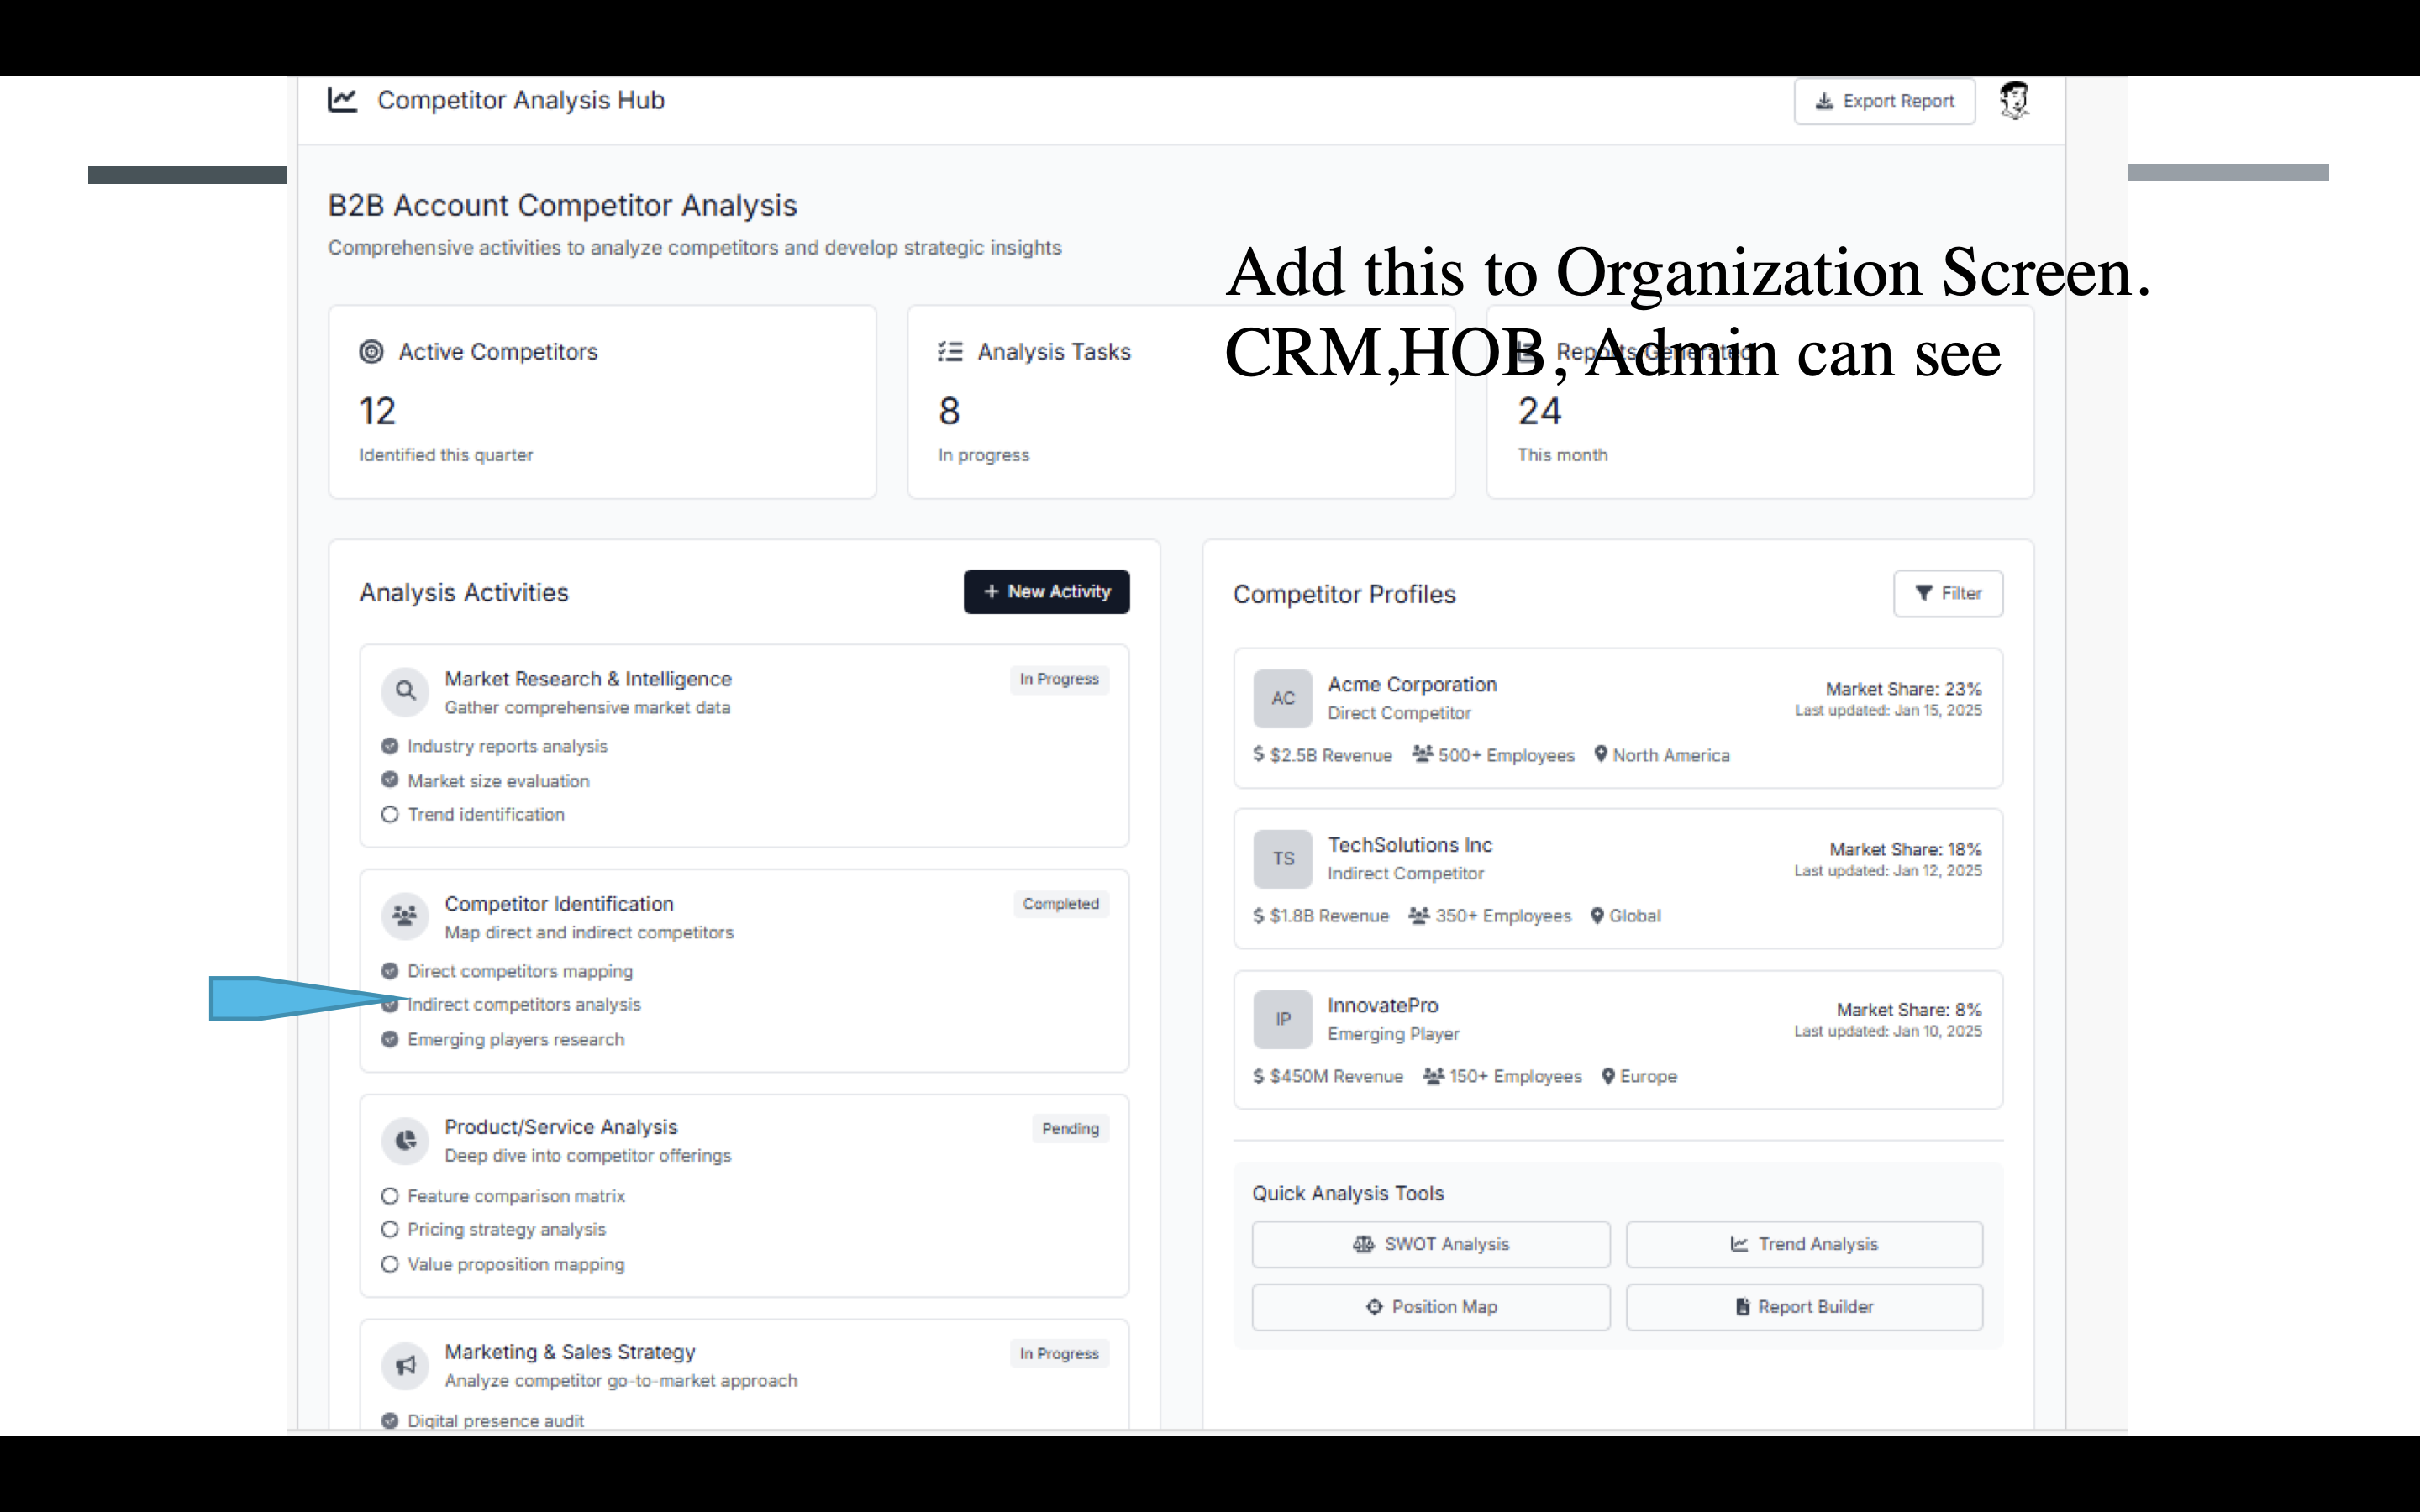 Competitor Analysis Hub
Export Report
B2B Account Competitor Analysis
Comprehensive activities to analyze competitors and develop strategic insights
Add this to Organization Screen.
CRM,HOB, Admin can see
Active Competitors
12
Identified this quarter
Analysis Tasks
8
In progress
Reports Generated
24
This month
Analysis Activities
+ New Activity
Market Research & Intelligence
In Progress
Gather comprehensive market data
Industry reports analysis
Market size evaluation
Trend identification
Competitor Identification
Completed
Map direct and indirect competitors
Direct competitors mapping
Indirect competitors analysis
Emerging players research
Product/Service Analysis
Pending
Deep dive into competitor offerings
Feature comparison matrix
Pricing strategy analysis
Value proposition mapping
Marketing & Sales Strategy
In Progress
Analyze competitor go-to-market approach
Digital presence audit
Competitor Profiles
Filter
AC
Acme Corporation
Direct Competitor
Market Share: 23%
Last updated: Jan 15, 2025
$ $2.5B Revenue 500+ Employees North America
TS
TechSolutions Inc
Indirect Competitor
Market Share: 18%
Last updated: Jan 12, 2025
$ $1.8B Revenue 350+ Employees Global
IP
InnovatePro
Emerging Player
Market Share: 8%
Last updated: Jan 10, 2025
$ $450M Revenue 150+ Employees Europe
Quick Analysis Tools
SWOT Analysis
Trend Analysis
Position Map
Report Builder